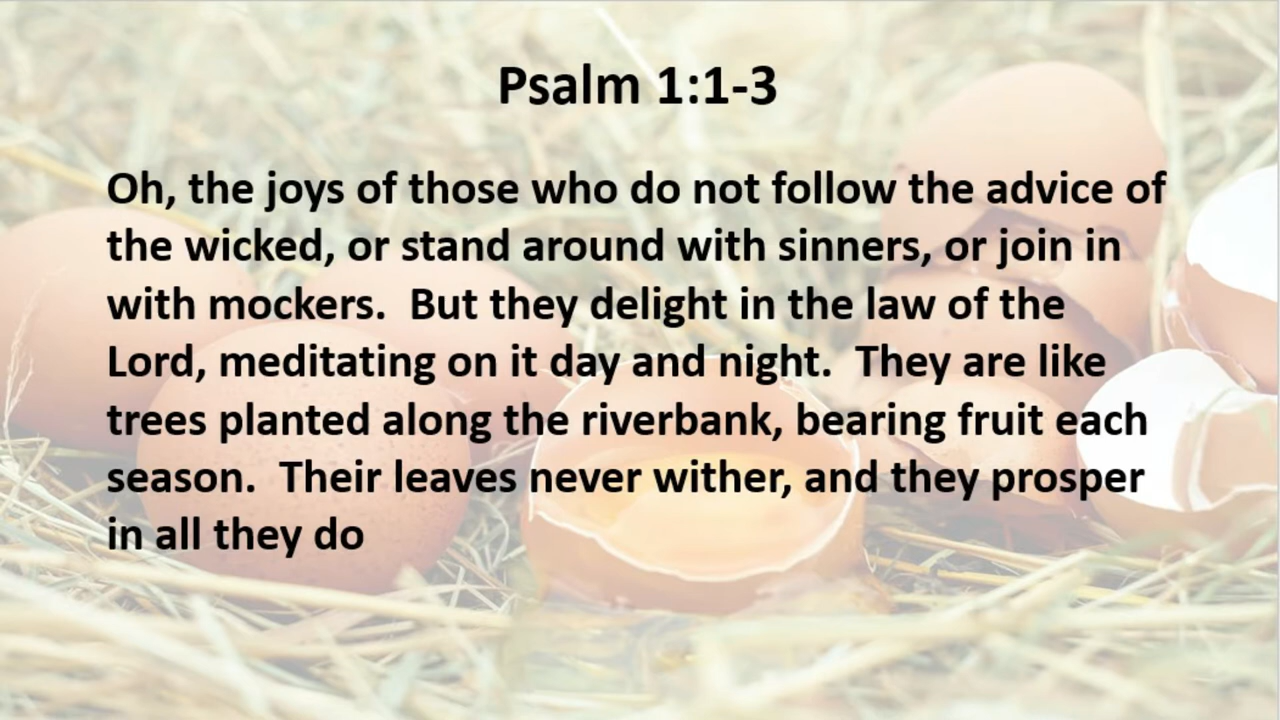 Psalm 1:1-3
Oh, the joys of those who do not follow the advice of
the wicked, or stand around with sinners, or join in
with mockers.  But they delight in the law of the
Lord, meditating on it day and night.  They are like
trees planted along the riverbank, bearing fruit each
season.  Their leaves never wither, and they prosper
in all they do